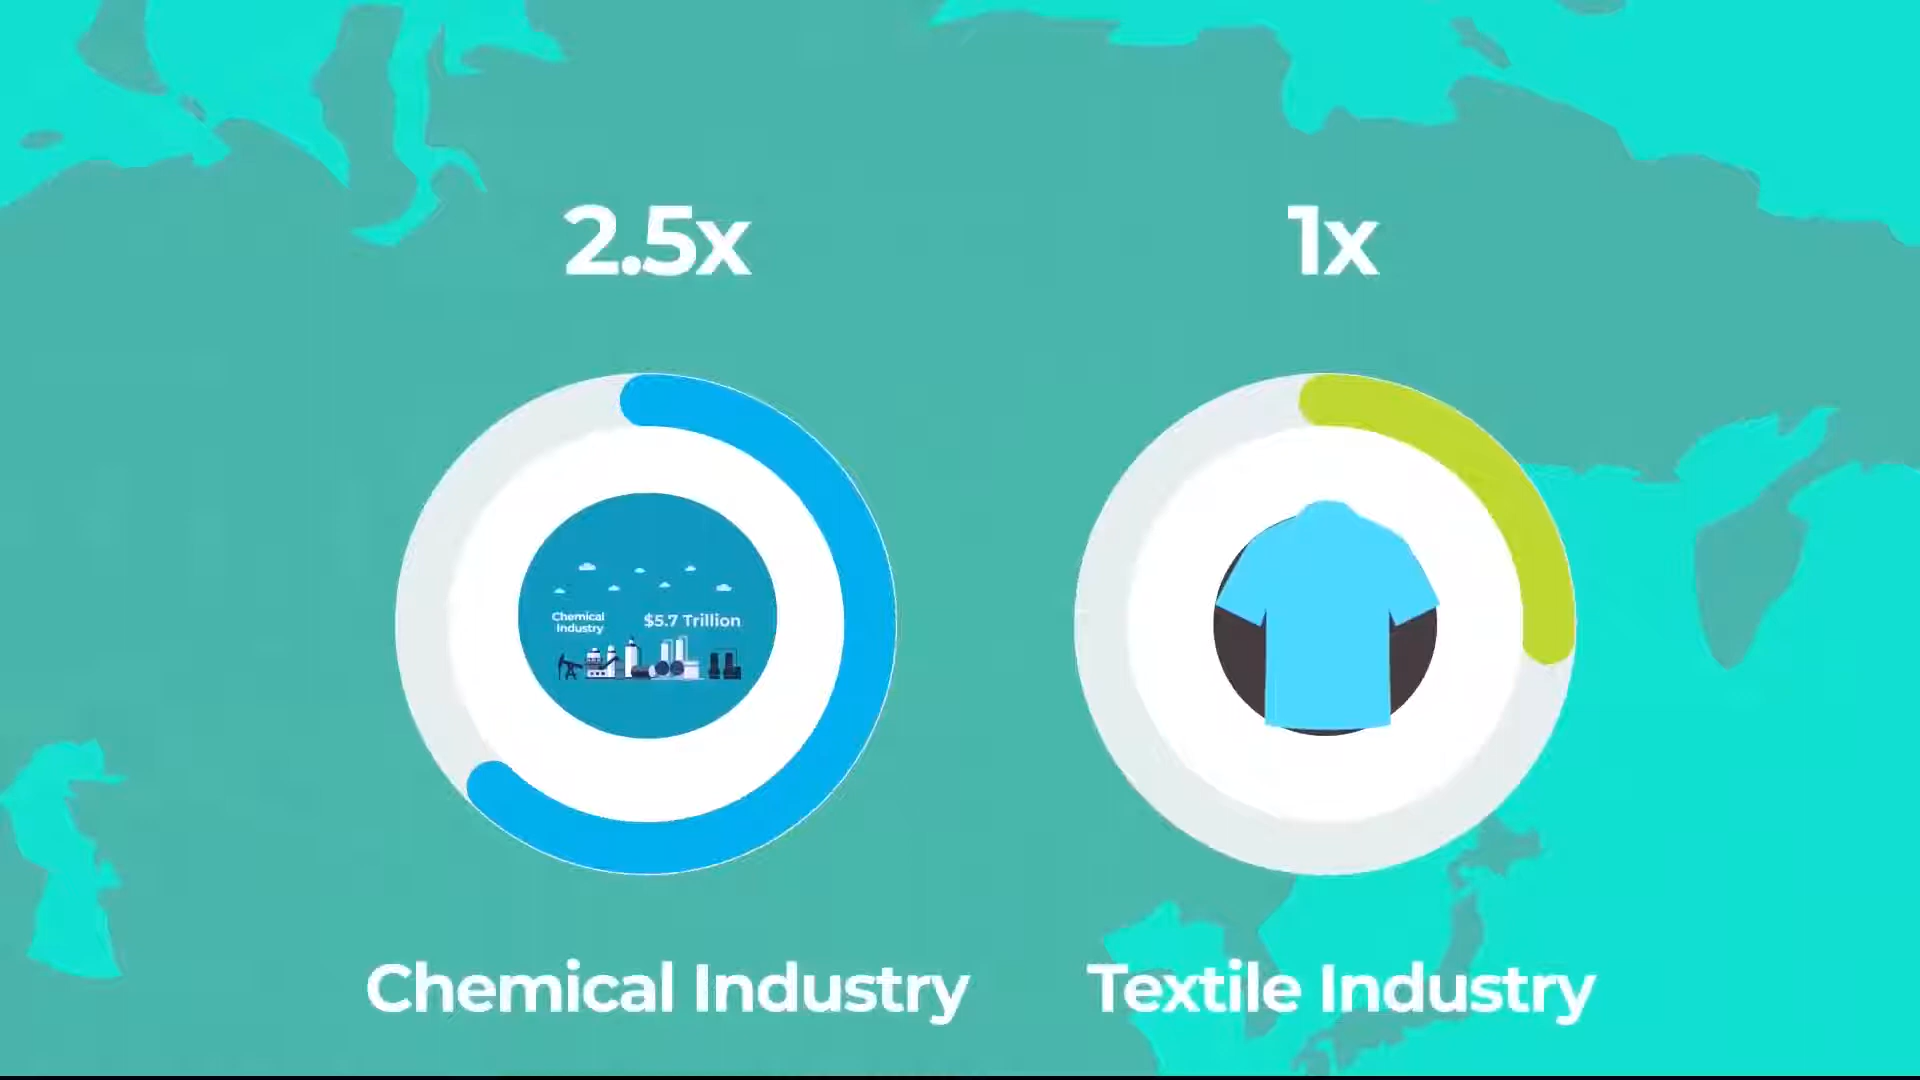 2.5x
1x
Chemical
Industry
$5.7 Trillion
Chemical Industry
Textile Industry